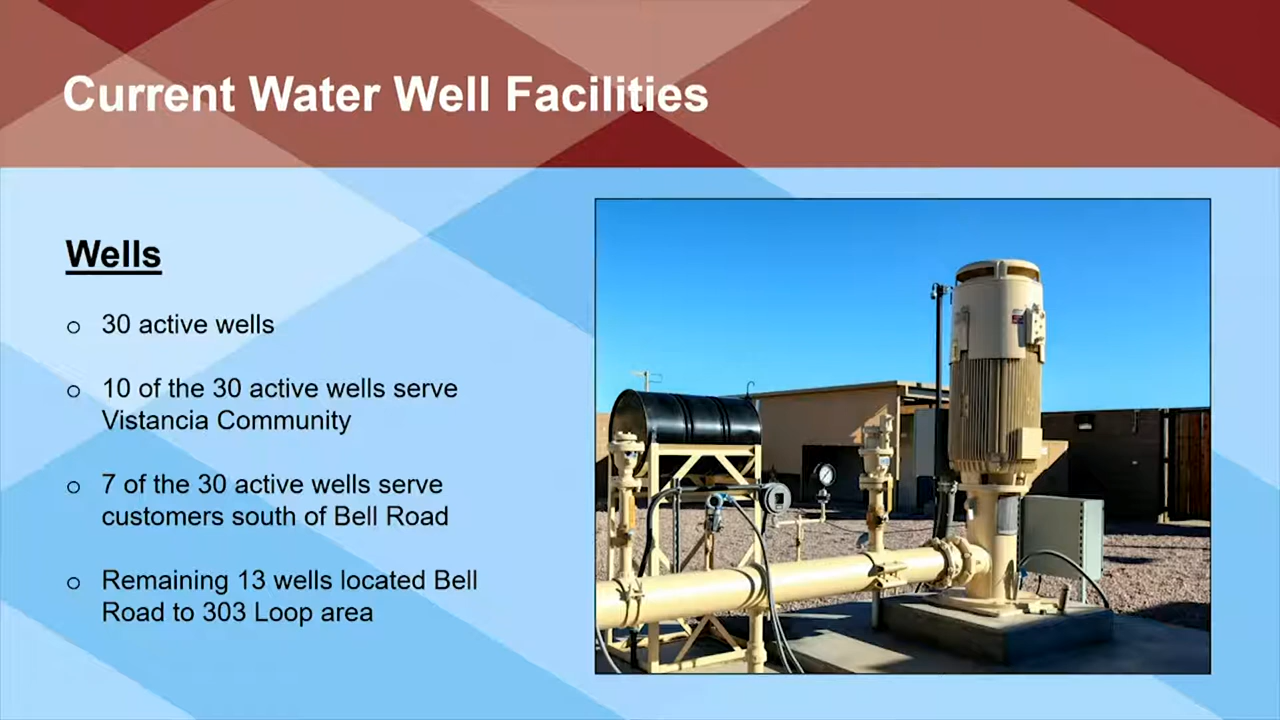 Current Water Well Facilities
Wells
o 30 active wells
o 10 of the 30 active wells serve
Vistancia Community
o 7 of the 30 active wells serve
customers south of Bell Road
o Remaining 13 wells located Bell
Road to 303 Loop area